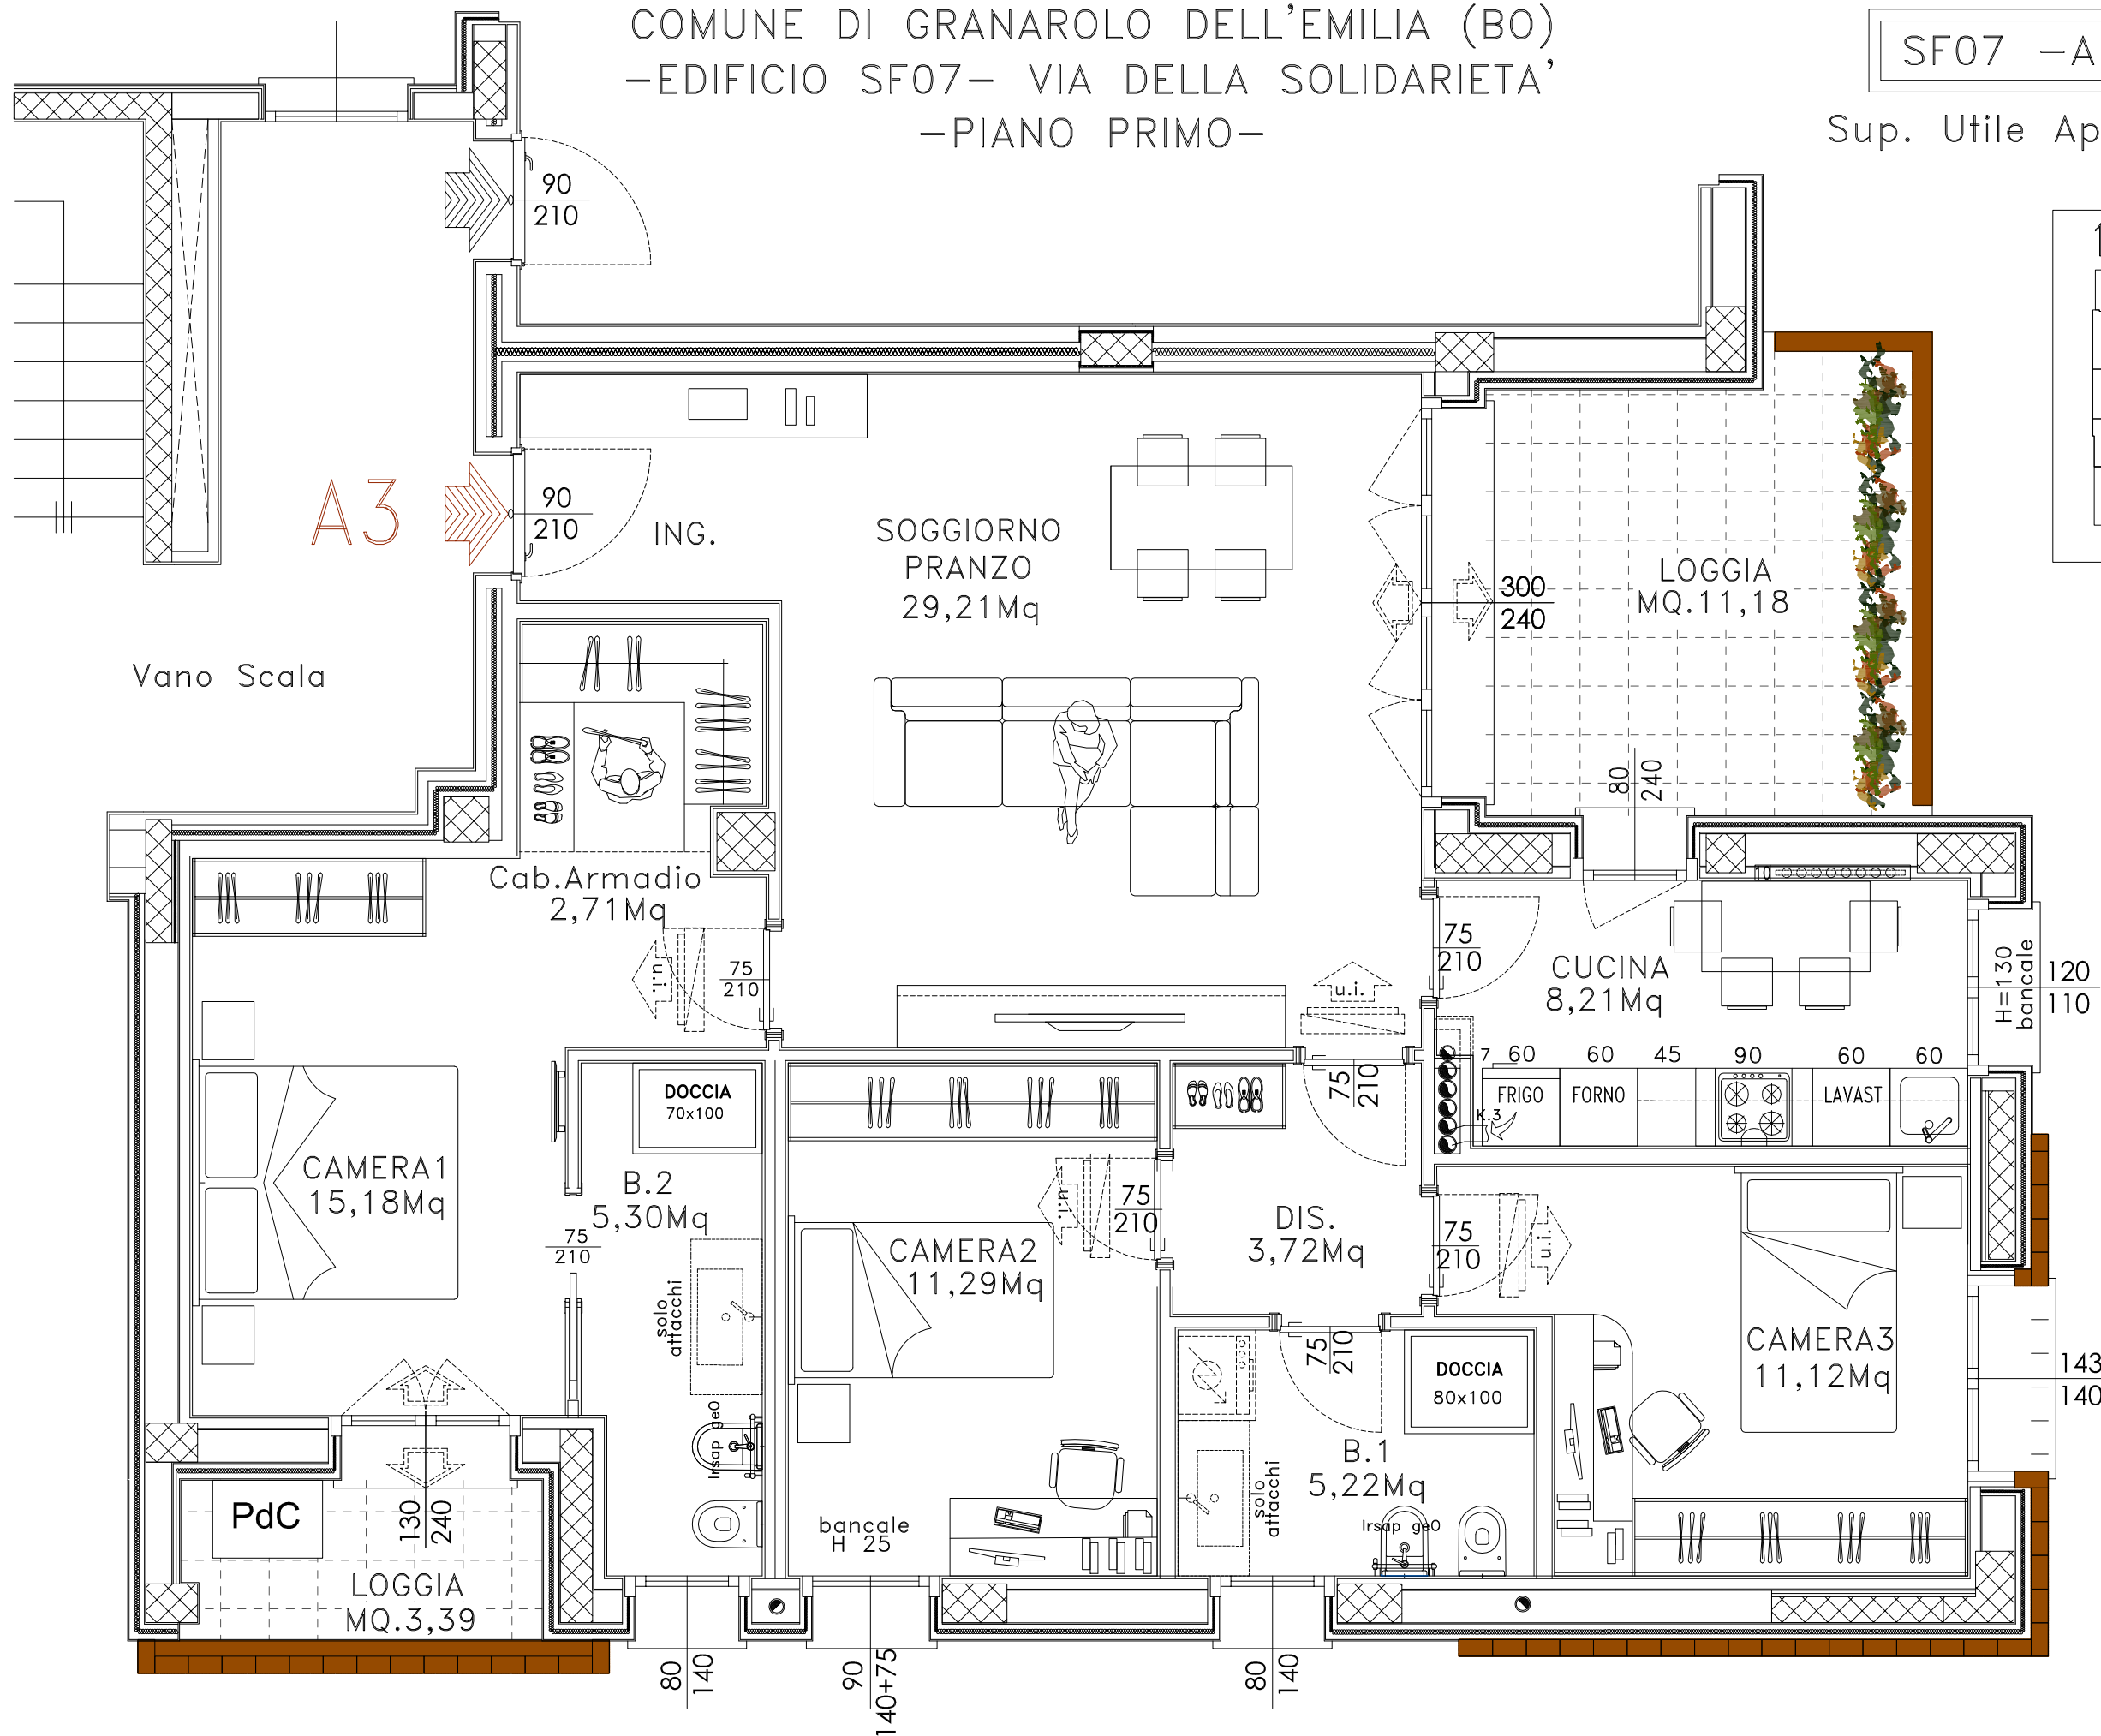 COMUNE DI GRANAROLO DELL'EMILIA (BO)
-EDIFICIO SF07- VIA DELLA SOLIDARIETA'
-PIANO PRIMO-
SF07 -A
Sup. Utile Ap
90
210
A3
90
210
ING.
SOGGIORNO
PRANZO
29,21Mq
300
240
LOGGIA
MQ.11,18
Vano Scala
80
240
Cab.Armadio
2,71Mq
u.i.
75
210
u.i.
75
210
CUCINA
8,21Mq
H=130
bancale
120
110
7 60 60 45 90 60 60
FRIGO
FORNO
LAVAST
K.3
DOCCIA
70x100
75
210
CAMERA1
15,18Mq
B.2
5,30Mq
75
210
solo
attacchi
u.i.
75
210
CAMERA2
11,29Mq
DIS.
3,72Mq
75
210
u.i.
75
210
DOCCIA
80x100
CAMERA3
11,12Mq
143
140
Irsap geO
B.1
5,22Mq
solo
attacchi
Irsap geO
PdC
130
240
bancale
H 25
LOGGIA
MQ.3,39
80
140
90
140+75
80
140